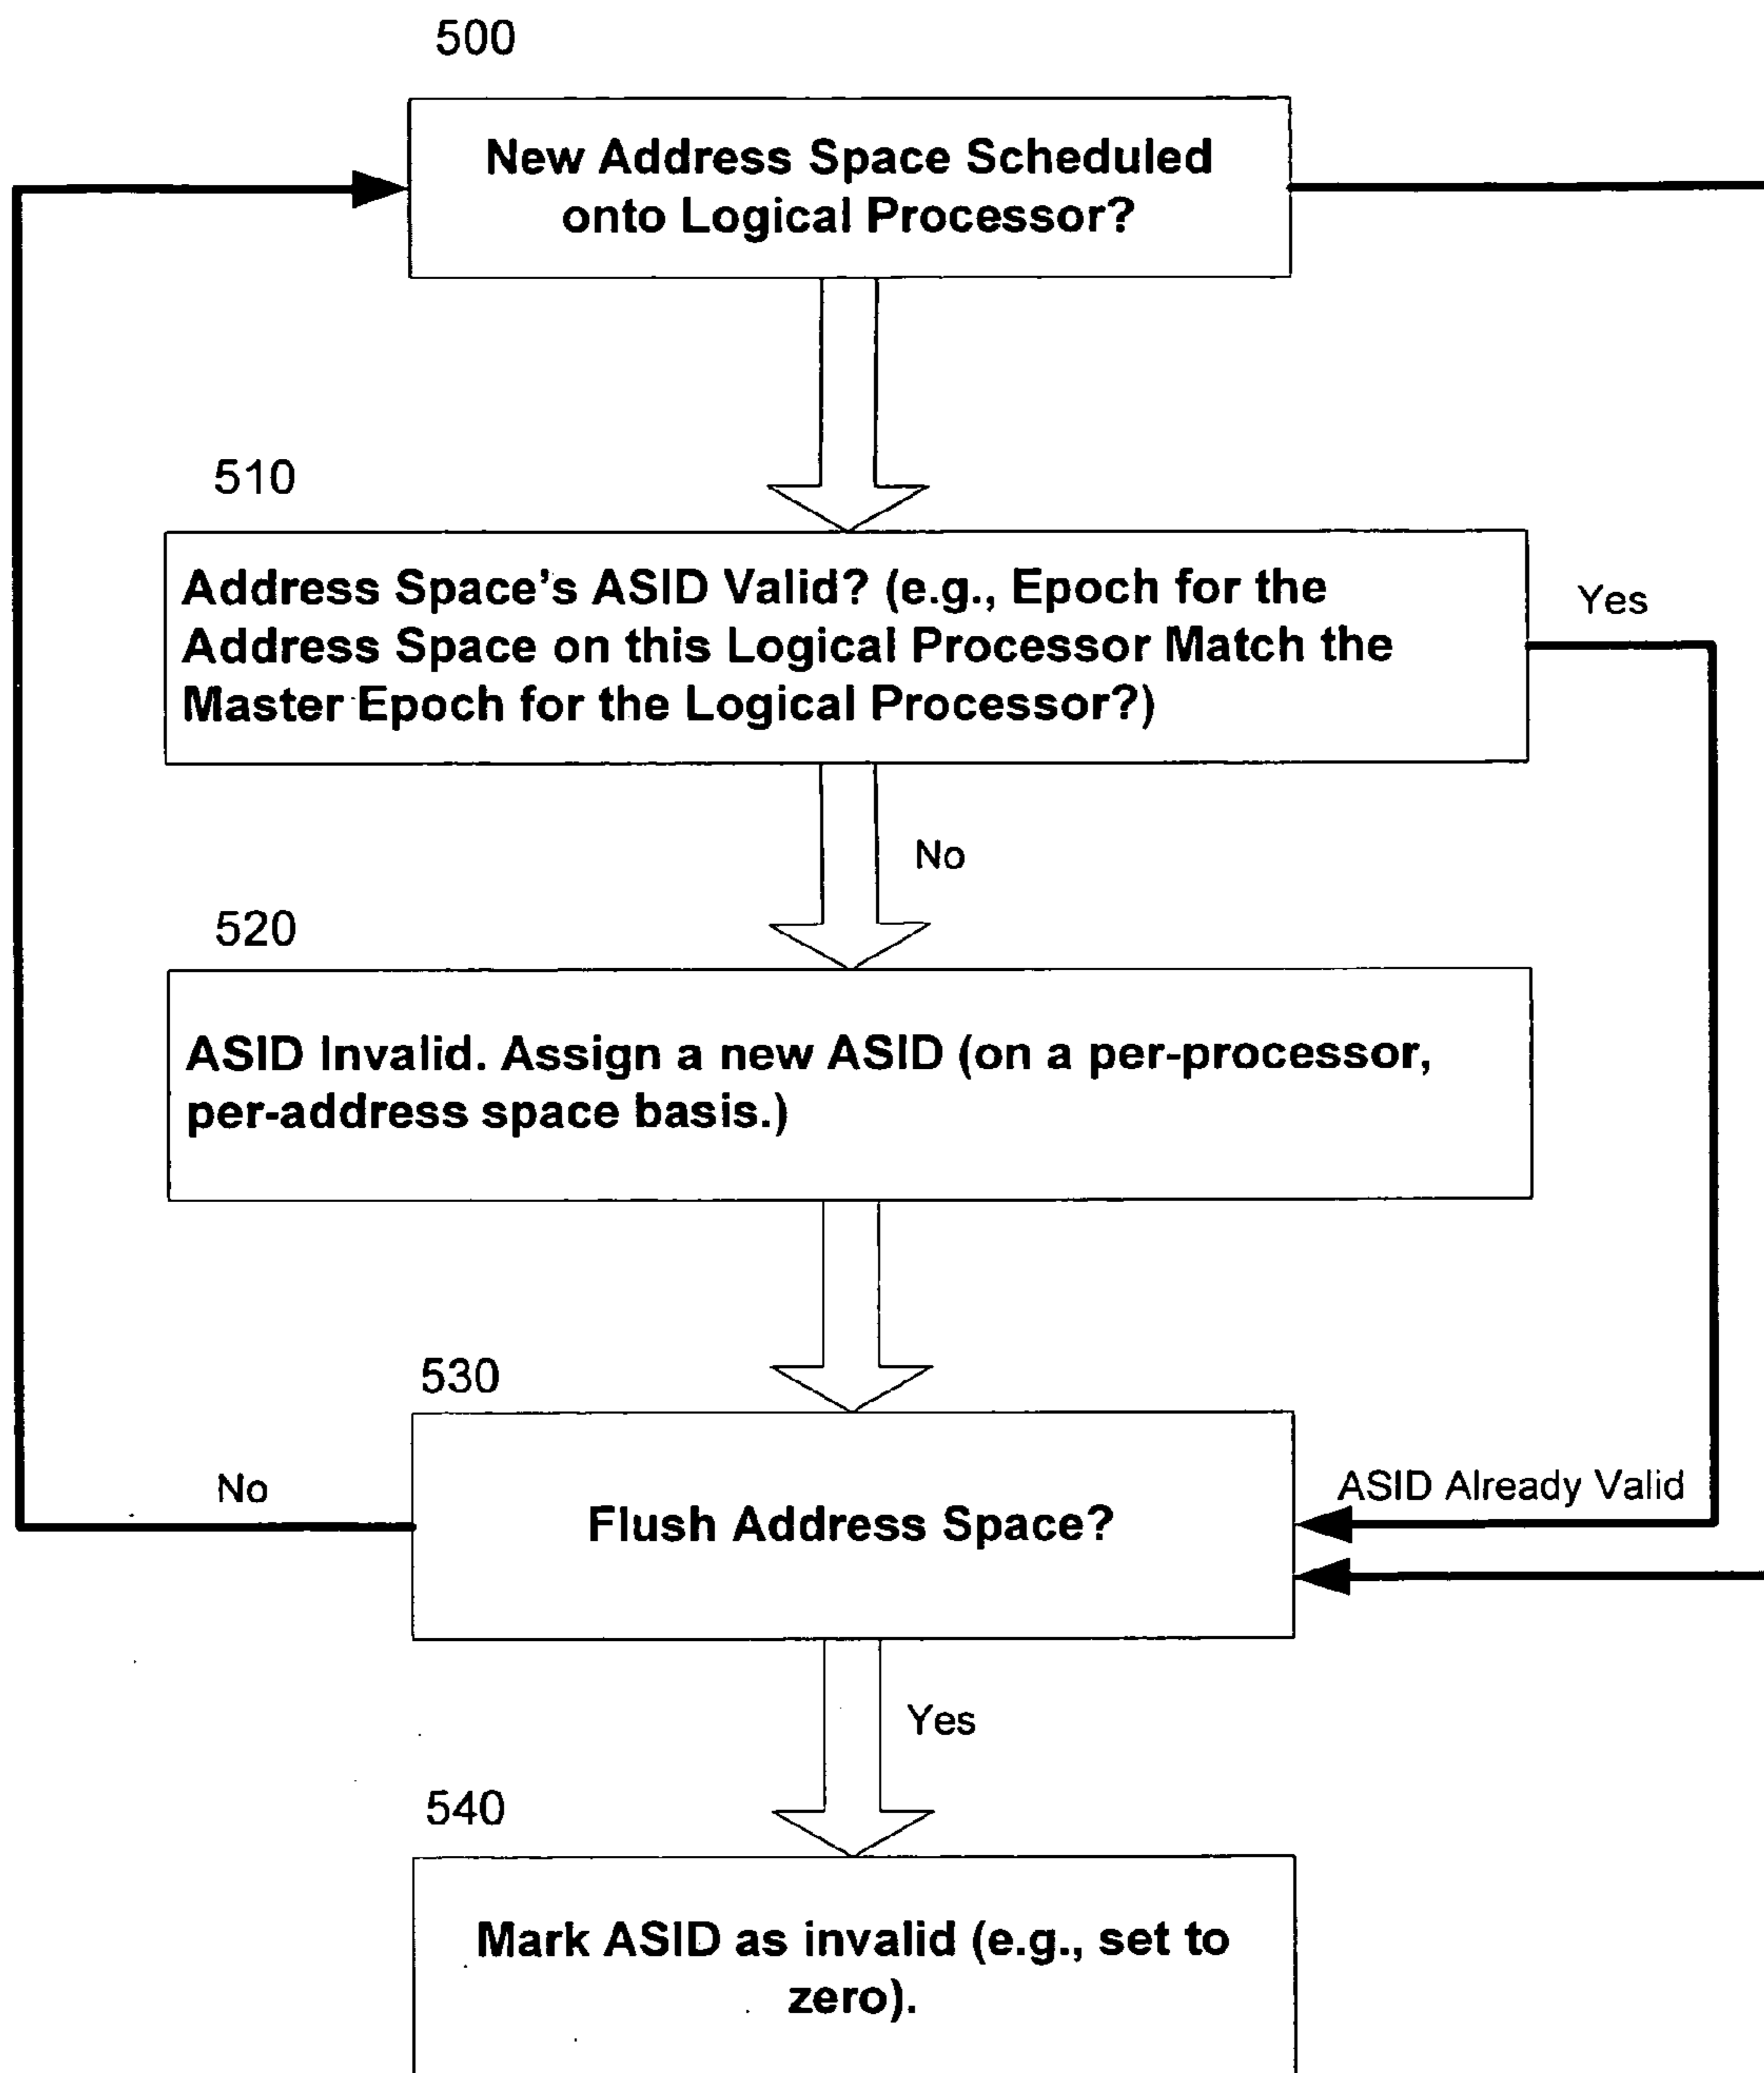 500
New Address Space Scheduled
onto Logical Processor?
510
Address Space's ASID Valid? (e.g., Epoch for the
Address Space on this Logical Processor Match the
Master Epoch for the Logical Processor?)
Yes
No
520
ASID Invalid. Assign a new ASID (on a per-processor,
per-address space basis.)
530
No
Flush Address Space?
ASID Already Valid
Yes
540
Mark ASID as invalid (e.g., set to
zero).